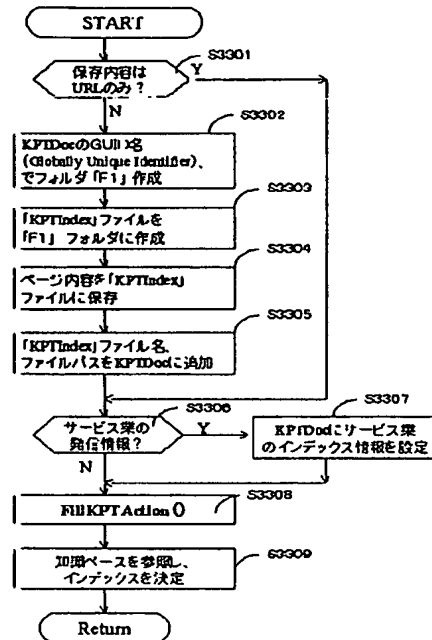 START
S3301
保存内容は
URLのみ？
Y
N
S3302
KPTDocのGUID名
(Globally Unique Identifier)、
でフォルダ「F1」作成
S3303
「KPTIndex」ファイルを
「F1」フォルダに作成
S3304
ページ内容を「KPTIndex」
ファイルに保存
S3305
「KPTIndex」ファイル名、
ファイルパスをKPTDocに追加
S3306
サービス業の
発信情報？
Y
N
S3307
KPTDocにサービス業
のインデックス情報を設定
S3308
FillKPTAction ()
S3309
知識ベースを参照し、
インデックスを決定
Return